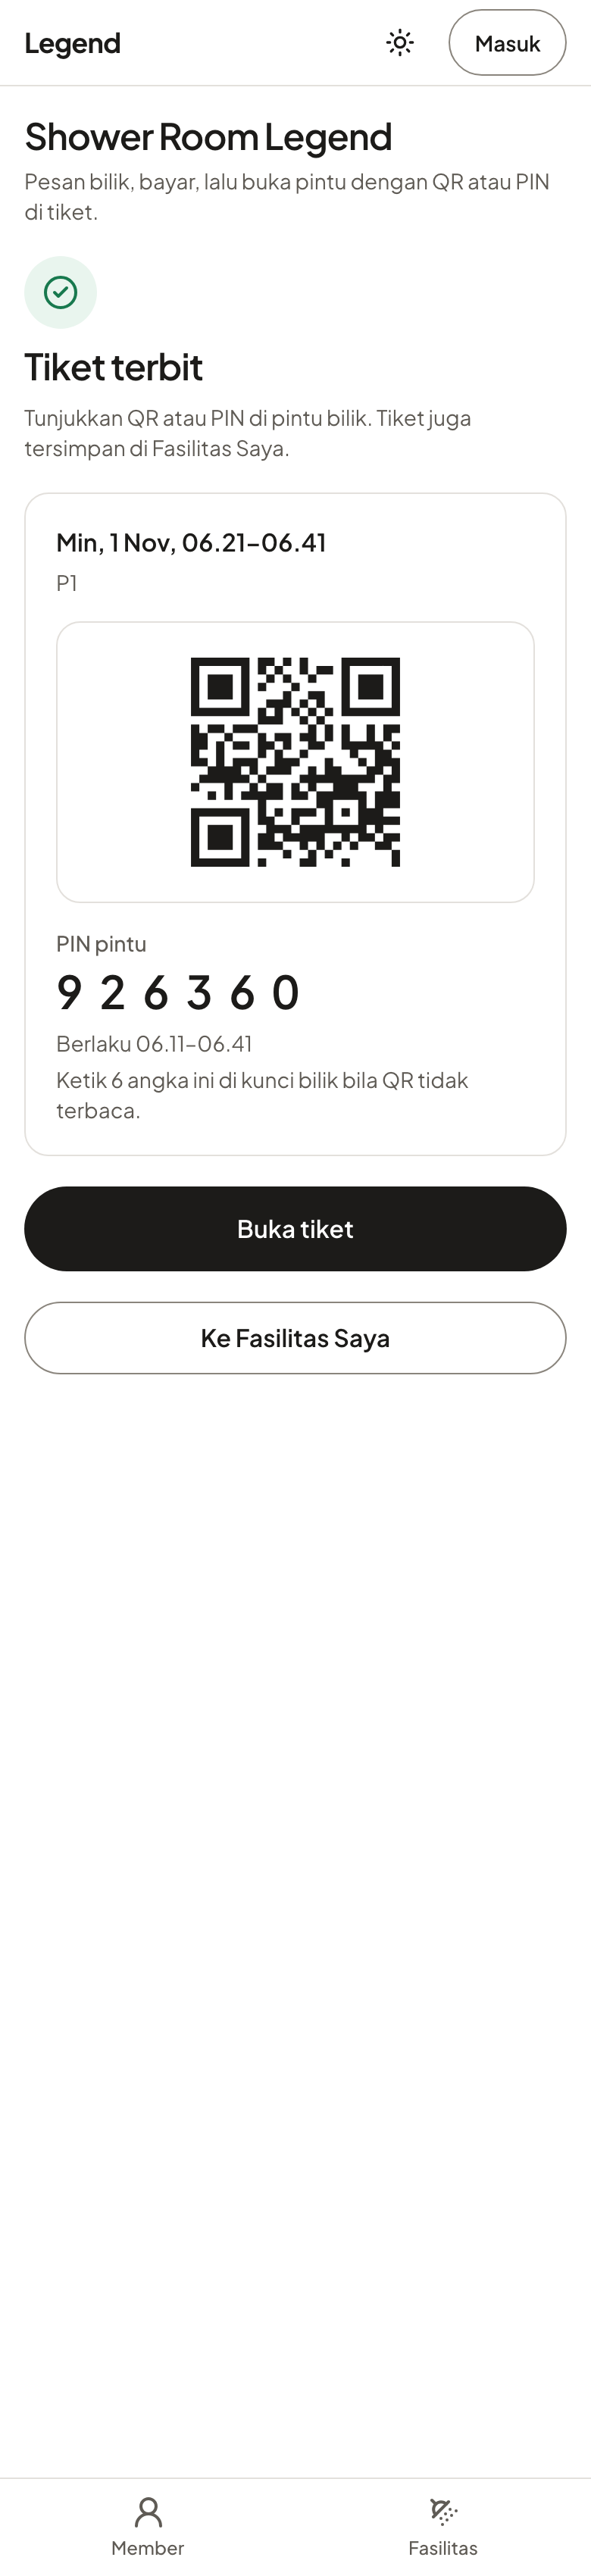 Legend
Masuk
Shower Room Legend
Pesan bilik, bayar, lalu buka pintu dengan QR atau PIN
di tiket.
Tiket terbit
Tunjukkan QR atau PIN di pintu bilik. Tiket juga
tersimpan di Fasilitas Saya.
Min, 1 Nov, 06.21–06.41
P1
PIN pintu
9 2 6 3 6 0
Berlaku 06.11–06.41
Ketik 6 angka ini di kunci bilik bila QR tidak
terbaca.
Buka tiket
Ke Fasilitas Saya
Member
Fasilitas